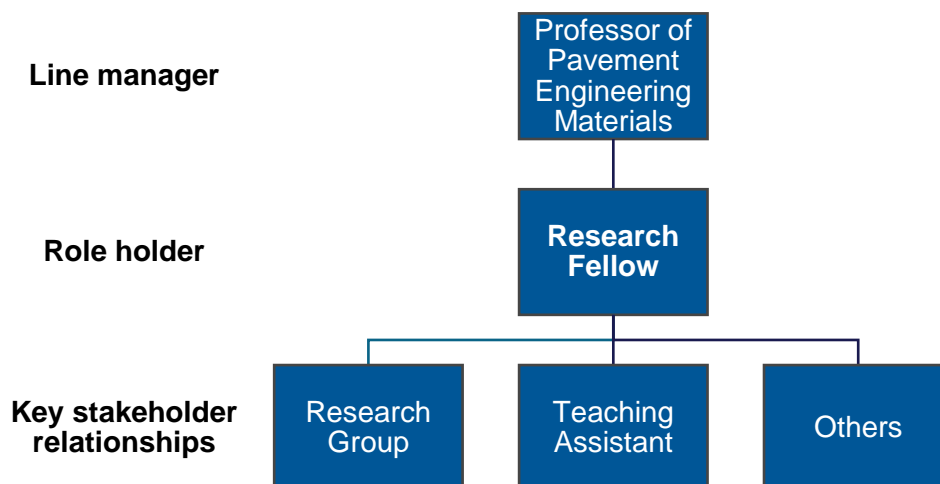 Professor of
Pavement
Engineering
Materials
Line manager
Research
Fellow
Role holder
Key stakeholder
relationships
Research
Group
Teaching
Assistant
Others